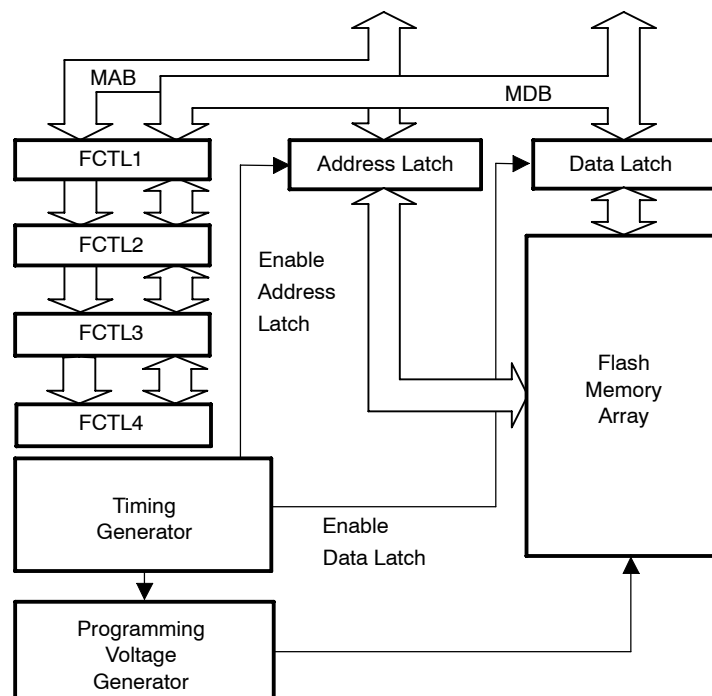 MAB
MDB
FCTL1
Address Latch
Data Latch
FCTL2
Enable
Address
Latch
FCTL3
Flash
Memory
Array
FCTL4
Timing
Generator
Enable
Data Latch
Programming
Voltage
Generator